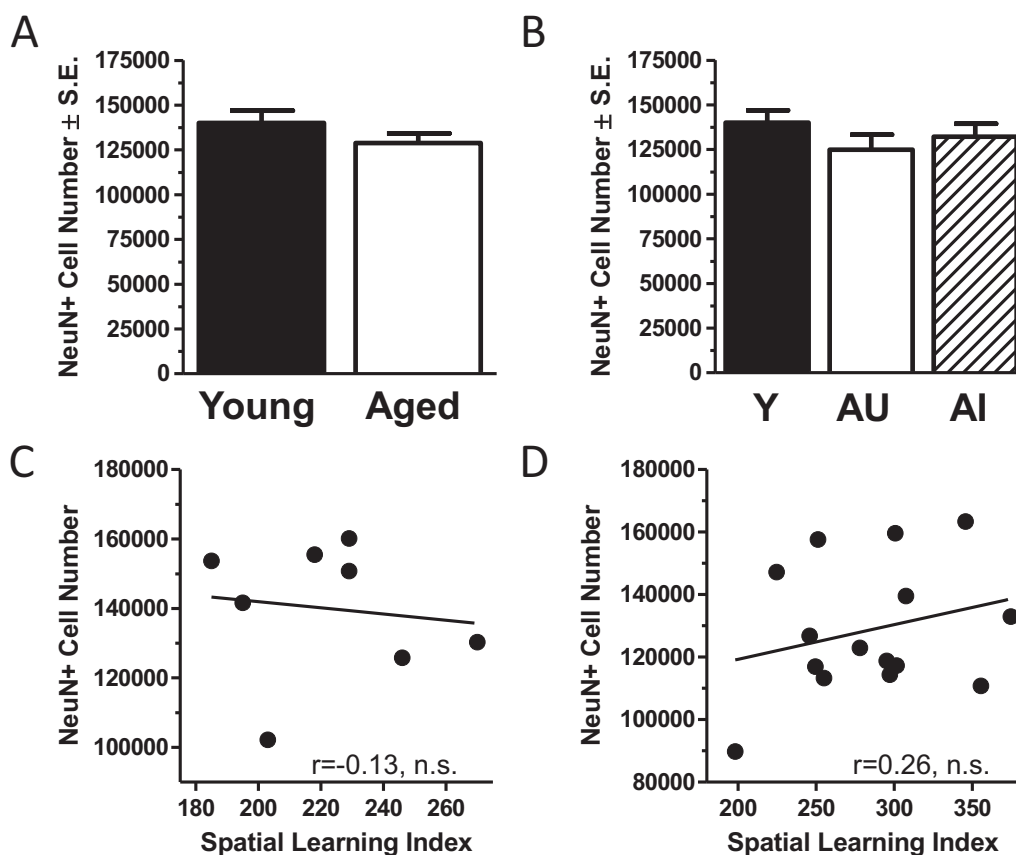 A
NeuN+ Cell Number ± S.E.
175000
150000
125000
100000
75000
50000
25000
0
Young Aged
B
NeuN+ Cell Number ± S.E.
175000
150000
125000
100000
75000
50000
25000
0
Y AU AI
C
NeuN+ Cell Number
180000
160000
140000
120000
100000
r=-0.13, n.s.
180 200 220 240 260
Spatial Learning Index
D
NeuN+ Cell Number
180000
160000
140000
120000
100000
80000
r=0.26, n.s.
200 250 300 350
Spatial Learning Index